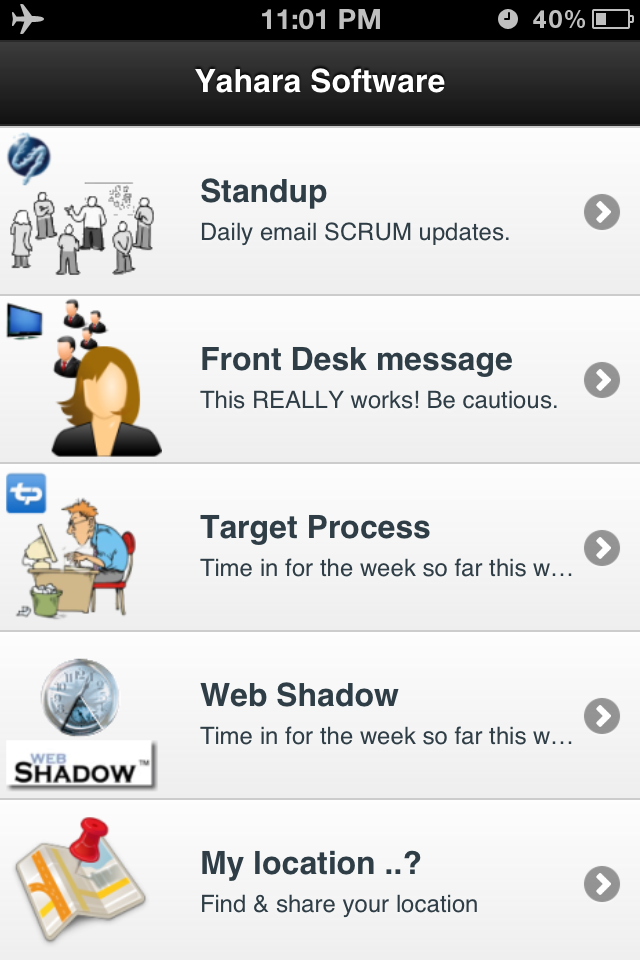 11:01 PM 40%
Yahara Software
Standup
Daily email SCRUM updates.
Front Desk message
This REALLY works! Be cautious.
tp
Target Process
Time in for the week so far this w...
Web Shadow
Time in for the week so far this w...
WEB
SHADOW™
My location ..?
Find & share your location